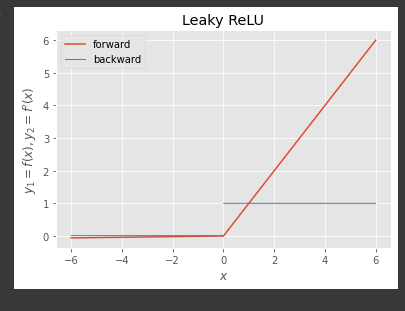 Leaky ReLU
forward
backward
6
5
4
3
2
1
0
y₁ = f(x), y₂ = f'(x)
−6 −4 −2 0 2 4 6
x